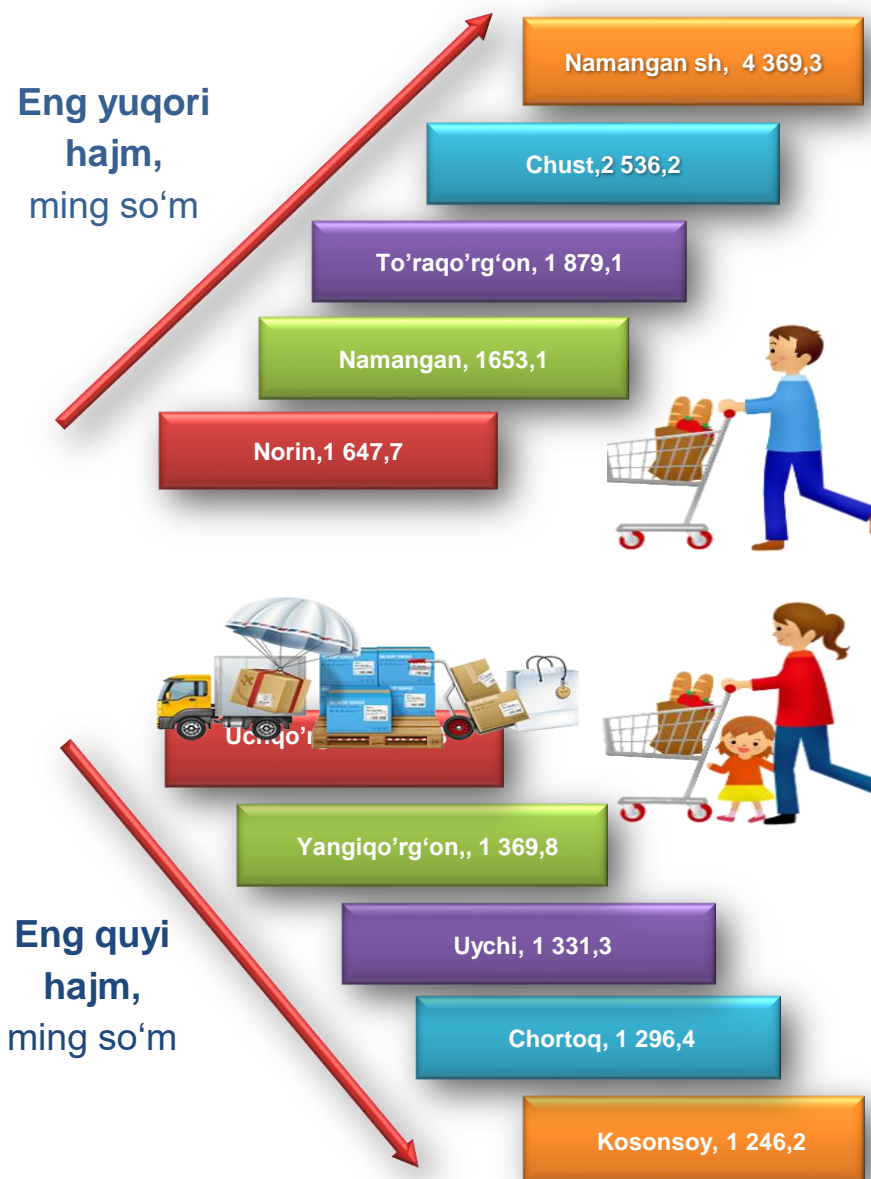 Eng yuqori
hajm,
ming so‘m
Namangan sh, 4 369,3
Chust,2 536,2
To’raqo’rg‘on, 1 879,1
Namangan, 1653,1
Norin,1 647,7
Yangiqo’rg‘on,, 1 369,8
Uychi, 1 331,3
Chortoq, 1 296,4
Kosonsoy, 1 246,2
Eng quyi
hajm,
ming so‘m